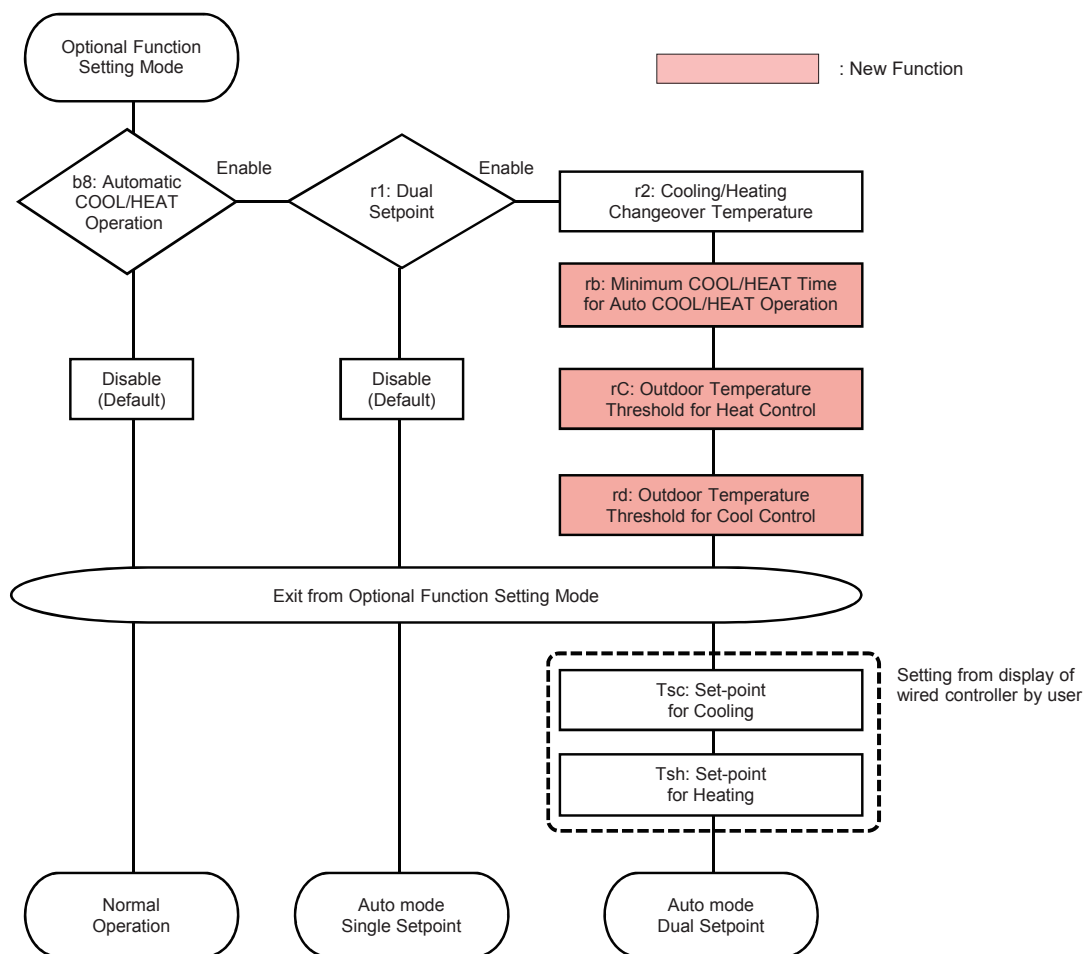 Optional Function
Setting Mode
: New Function
b8: Automatic
COOL/HEAT
Operation
Enable
r1: Dual
Setpoint
Enable
r2: Cooling/Heating
Changeover Temperature
rb: Minimum COOL/HEAT Time
for Auto COOL/HEAT Operation
Disable
(Default)
Disable
(Default)
rC: Outdoor Temperature
Threshold for Heat Control
rd: Outdoor Temperature
Threshold for Cool Control
Exit from Optional Function Setting Mode
Tsc: Set-point
for Cooling
Setting from display of
wired controller by user
Tsh: Set-point
for Heating
Normal
Operation
Auto mode
Single Setpoint
Auto mode
Dual Setpoint